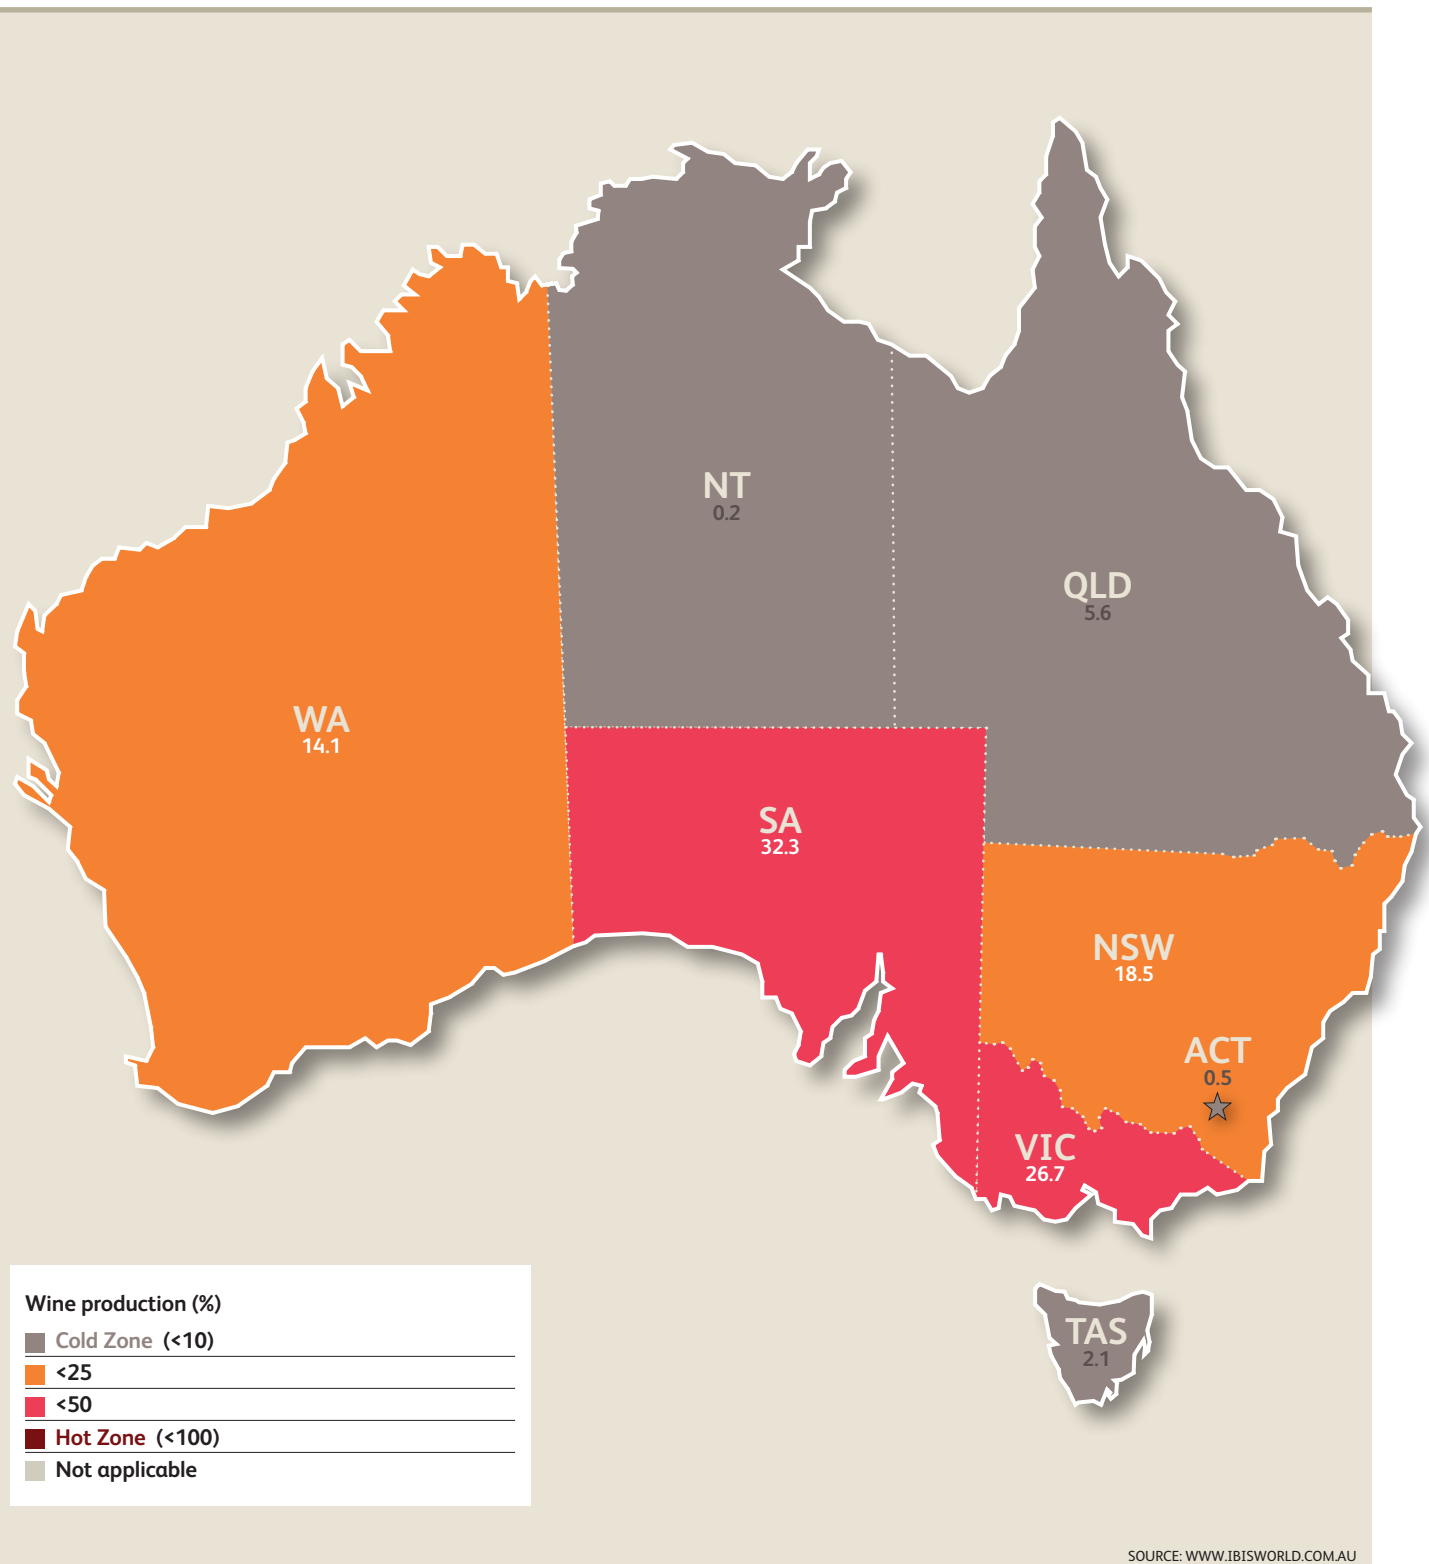 NT
0.2
QLD
5.6
WA
14.1
SA
32.3
NSW
18.5
ACT
0.5
VIC
26.7
TAS
2.1
Wine production (%)
Cold Zone (<10)
<25
<50
Hot Zone (<100)
Not applicable
SOURCE: WWW.IBISWORLD.COM.AU